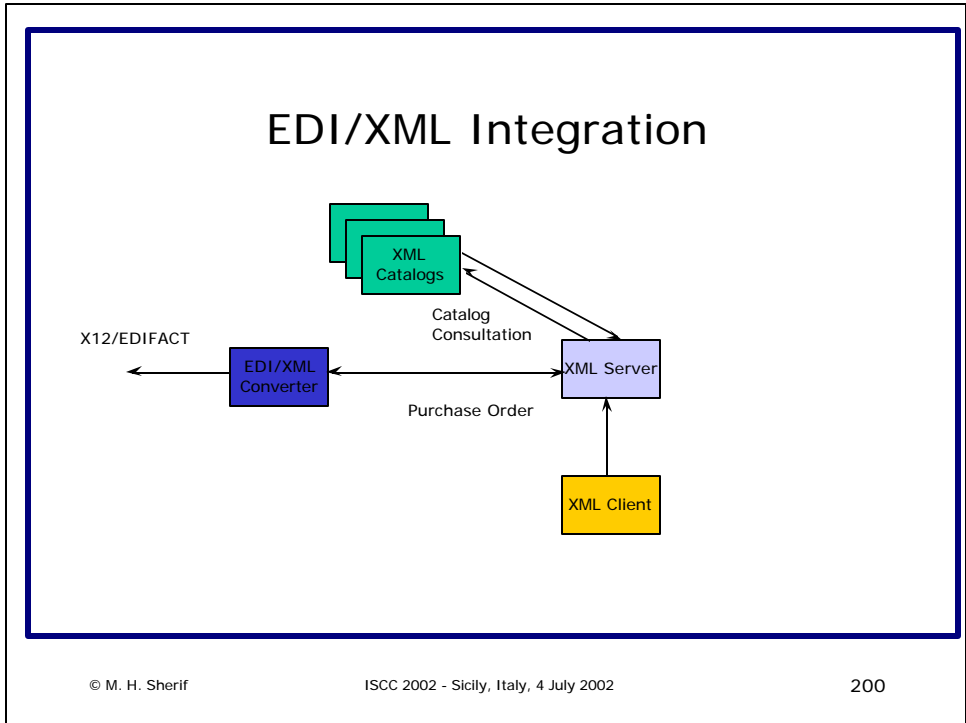 EDI/XML Integration
XML
Catalogs
Catalog
Consultation
X12/EDIFACT
EDI/XML
Converter
XML Server
Purchase Order
XML Client
© M. H. Sherif
ISCC 2002 - Sicily, Italy, 4 July 2002
200